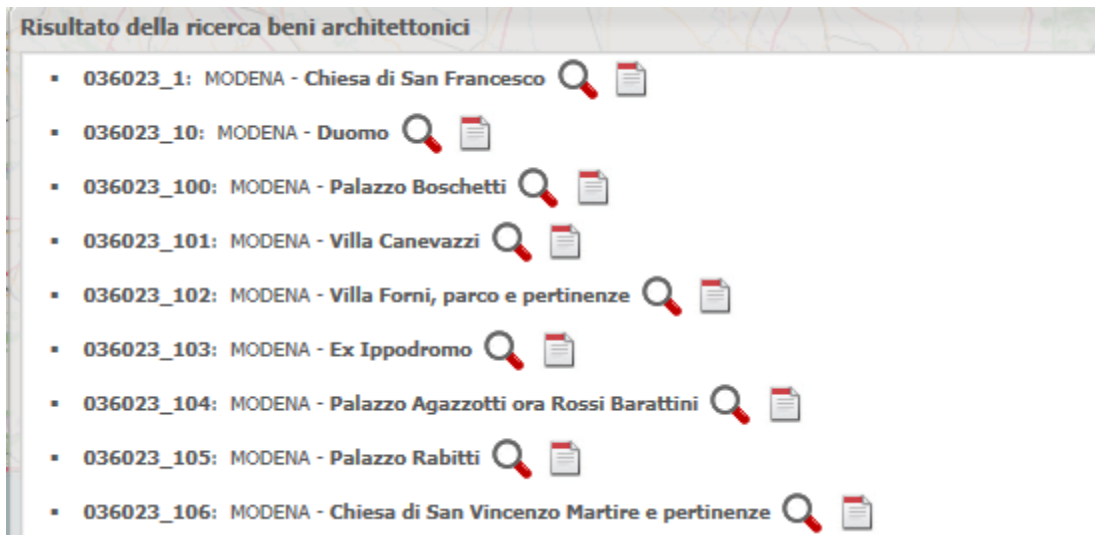 Risultato della ricerca beni architettonici
036023_1: MODENA - Chiesa di San Francesco
036023_10: MODENA - Duomo
036023_100: MODENA - Palazzo Boschetti
036023_101: MODENA - Villa Canevazzi
036023_102: MODENA - Villa Forni, parco e pertinenze
036023_103: MODENA - Ex Ippodromo
036023_104: MODENA - Palazzo Agazzotti ora Rossi Barattini
036023_105: MODENA - Palazzo Rabitti
036023_106: MODENA - Chiesa di San Vincenzo Martire e pertinenze